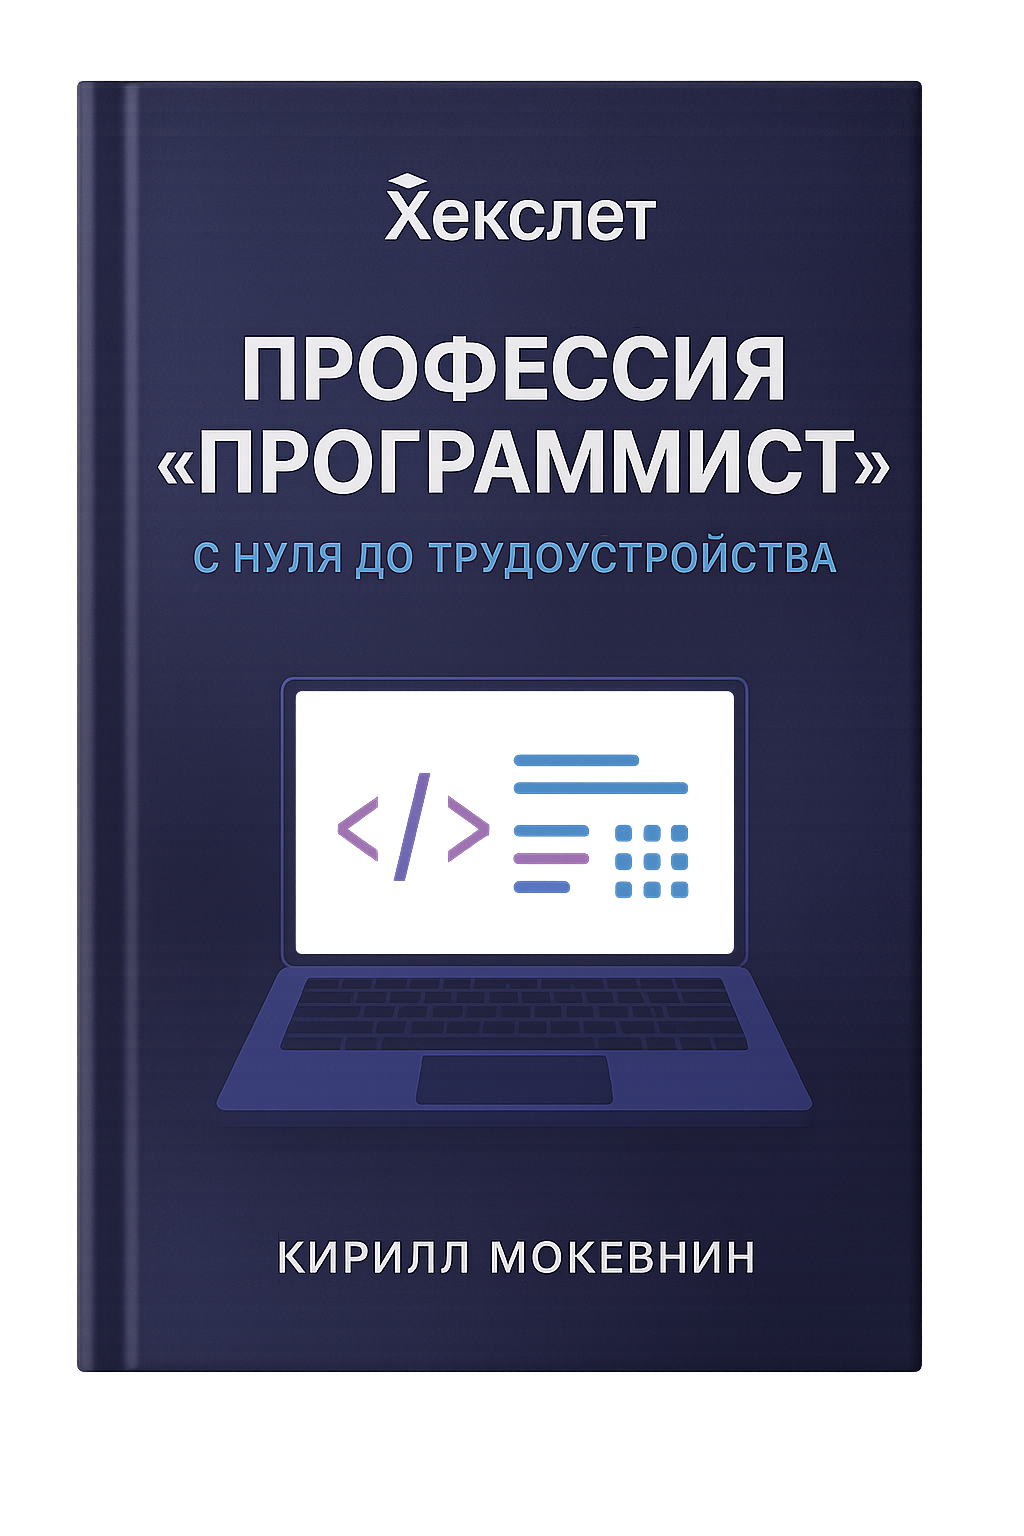 Хекслет
ПРОФЕССИЯ
«ПРОГРАММИСТ»
С НУЛЯ ДО ТРУДОУСТРОЙСТВА
</>
КИРИЛЛ МОКЕВНИН